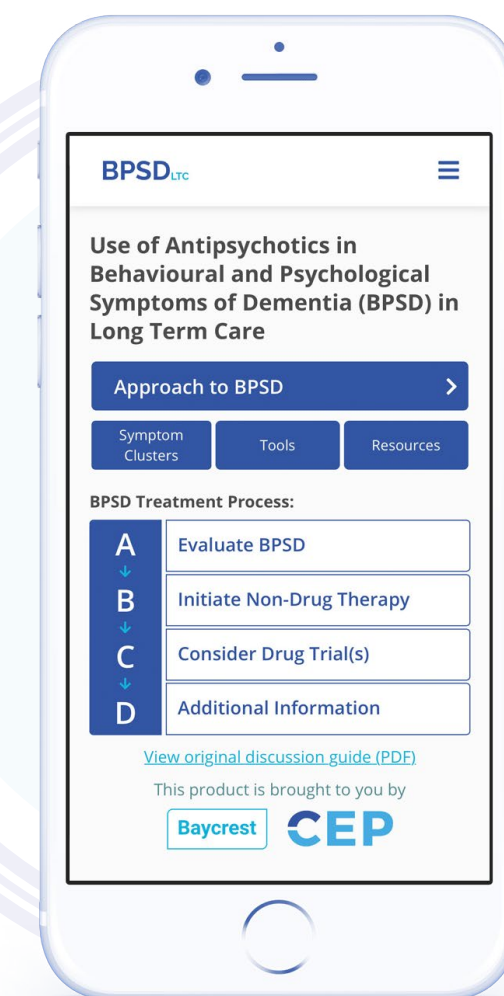 BPSDLTC
Use of Antipsychotics in
Behavioural and Psychological
Symptoms of Dementia (BPSD) in
Long Term Care
Approach to BPSD
Symptom
Clusters
Tools
Resources
BPSD Treatment Process:
A Evaluate BPSD
B Initiate Non-Drug Therapy
C Consider Drug Trial(s)
D Additional Information
View original discussion guide (PDF)
This product is brought to you by
Baycrest CEP